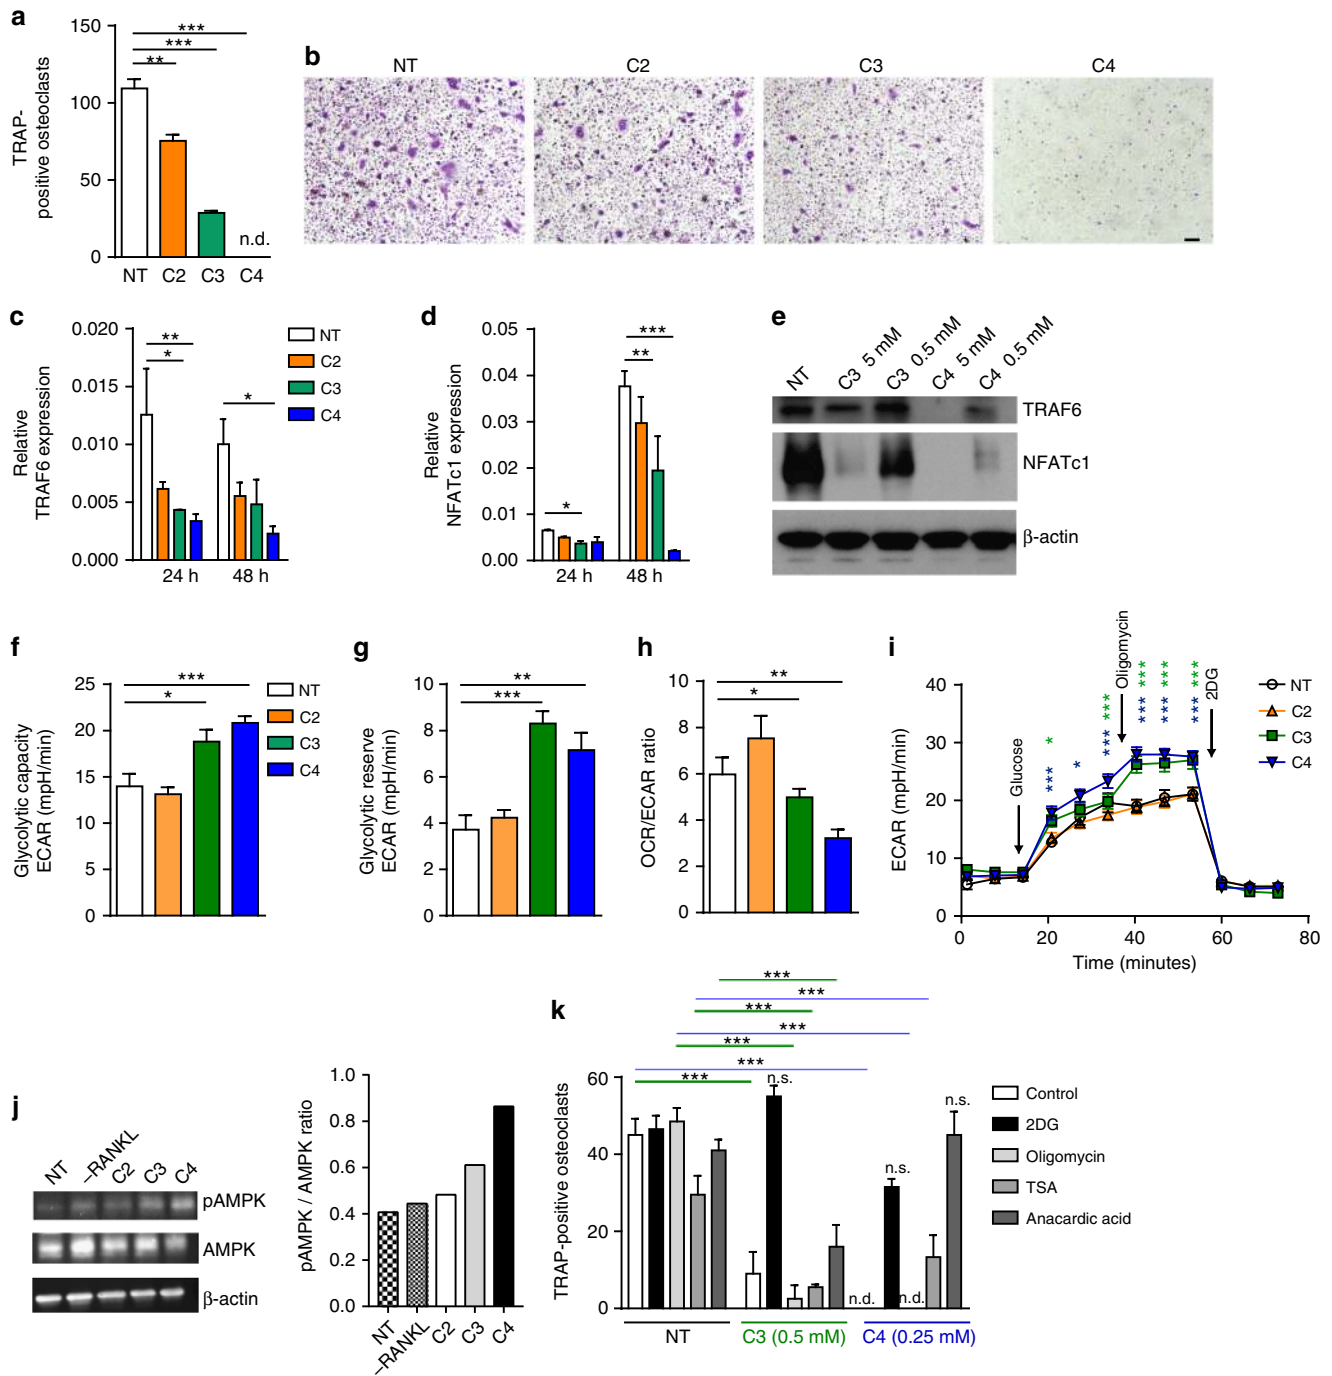 a
150
100
50
0
TRAP-
positive osteoclasts
***
***
**
n.d.
NT C2 C3 C4
b
NT C2 C3 C4
c
0.020
0.015
0.010
0.005
0.000
Relative
TRAF6 expression
**
*
*
24 h 48 h
NT
C2
C3
C4
d
0.05
0.04
0.03
0.02
0.01
0.00
Relative
NFATc1 expression
***
**
*
24 h 48 h
e
NT C3 5 mM C3 0.5 mM C4 5 mM C4 0.5 mM
TRAF6
NFATc1
β-actin
f
25
20
15
10
5
0
Glycolytic capacity
ECAR (mpH/min)
***
*
NT
C2
C3
C4
g
10
8
6
4
2
0
Glycolytic reserve
ECAR (mpH/min)
**
***
h
10
8
6
4
2
0
OCR/ECAR ratio
**
*
i
40
30
20
10
0
ECAR (mpH/min)
Glucose
Oligomycin
2DG
* *** *** *** ***
*** * *** *** *** ***
0 20 40 60 80
Time (minutes)
NT
C2
C3
C4
j
NT –RANKL C2 C3 C4
pAMPK
AMPK
β-actin
1.0
0.8
0.6
0.4
0.2
0.0
pAMPK / AMPK ratio
NT –RANKL C2 C3 C4
k
***
***
***
***
***
***
***
60
40
20
0
TRAP-positive osteoclasts
n.s.
n.d.
n.s.
n.d.
n.s.
NT C3 (0.5 mM) C4 (0.25 mM)
Control
2DG
Oligomycin
TSA
Anacardic acid